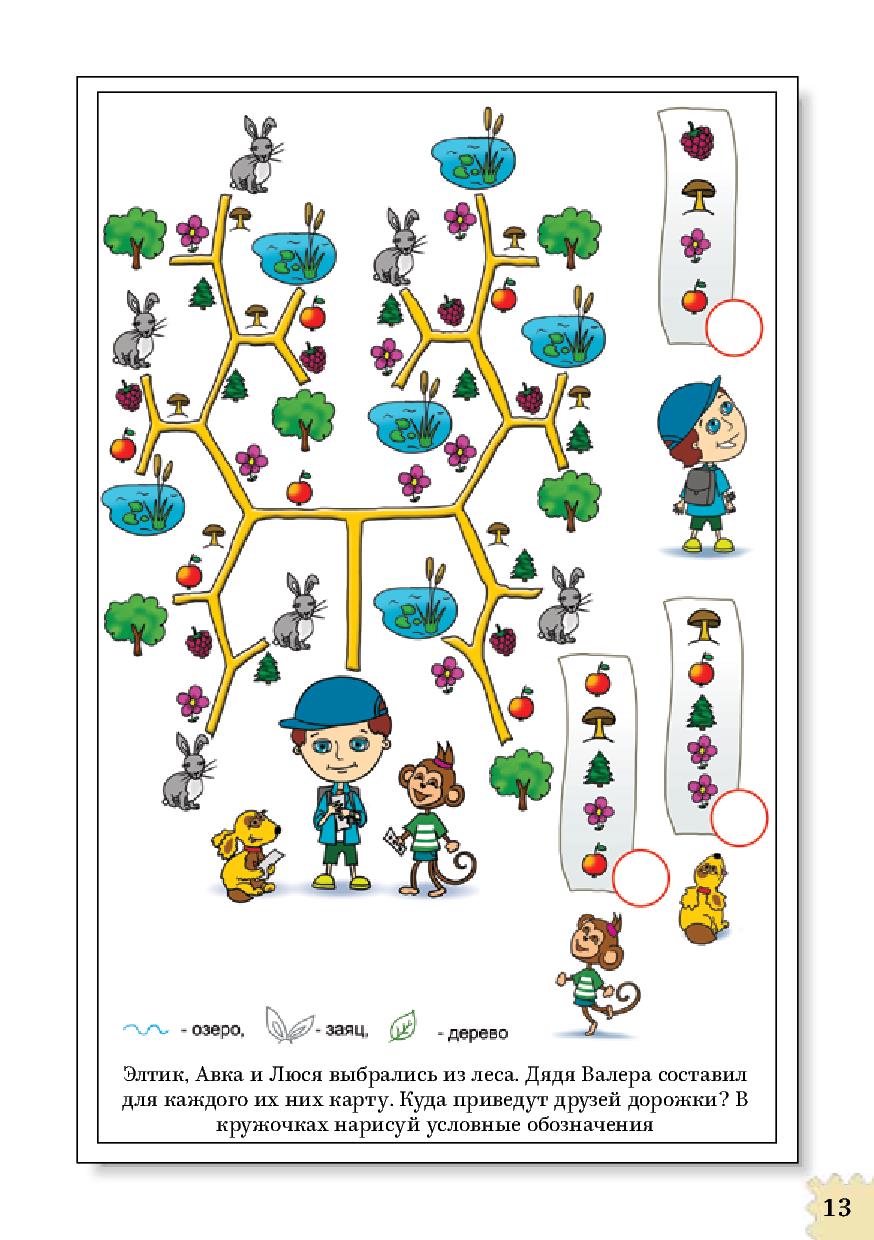 - озеро, - заяц, - дерево
Элтик, Авка и Люся выбрались из леса. Дядя Валера составил
для каждого их них карту. Куда приведут друзей дорожки? В
кружочках нарисуй условные обозначения
13